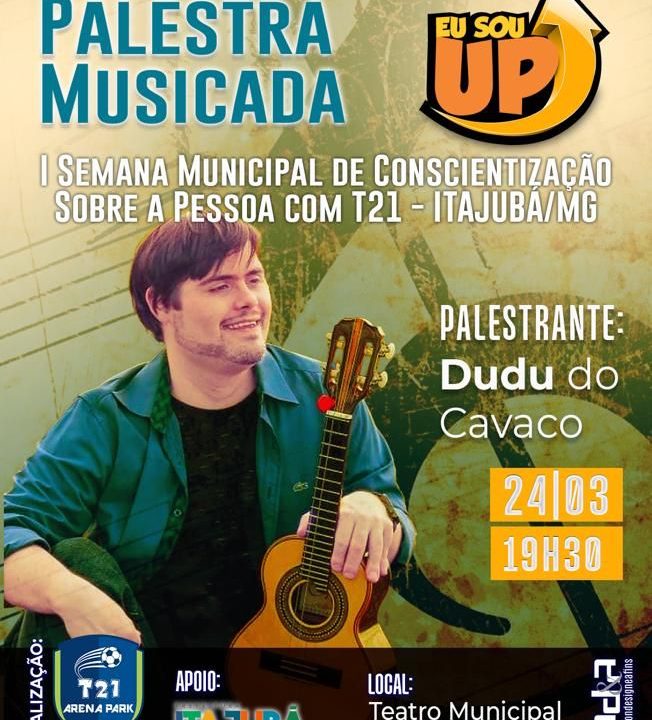 PALESTRA
MUSICADA
EU SOU
UP
I SEMANA MUNICIPAL DE CONSCIENTIZAÇÃO
SOBRE A PESSOA COM T21 - ITAJUBÁ/MG
PALESTRANTE:
Dudu do
Cavaco
24|03
19H30
T21
ARENA PARK
APOIO:
ITAJUBÁ
LOCAL:
Teatro Municipal